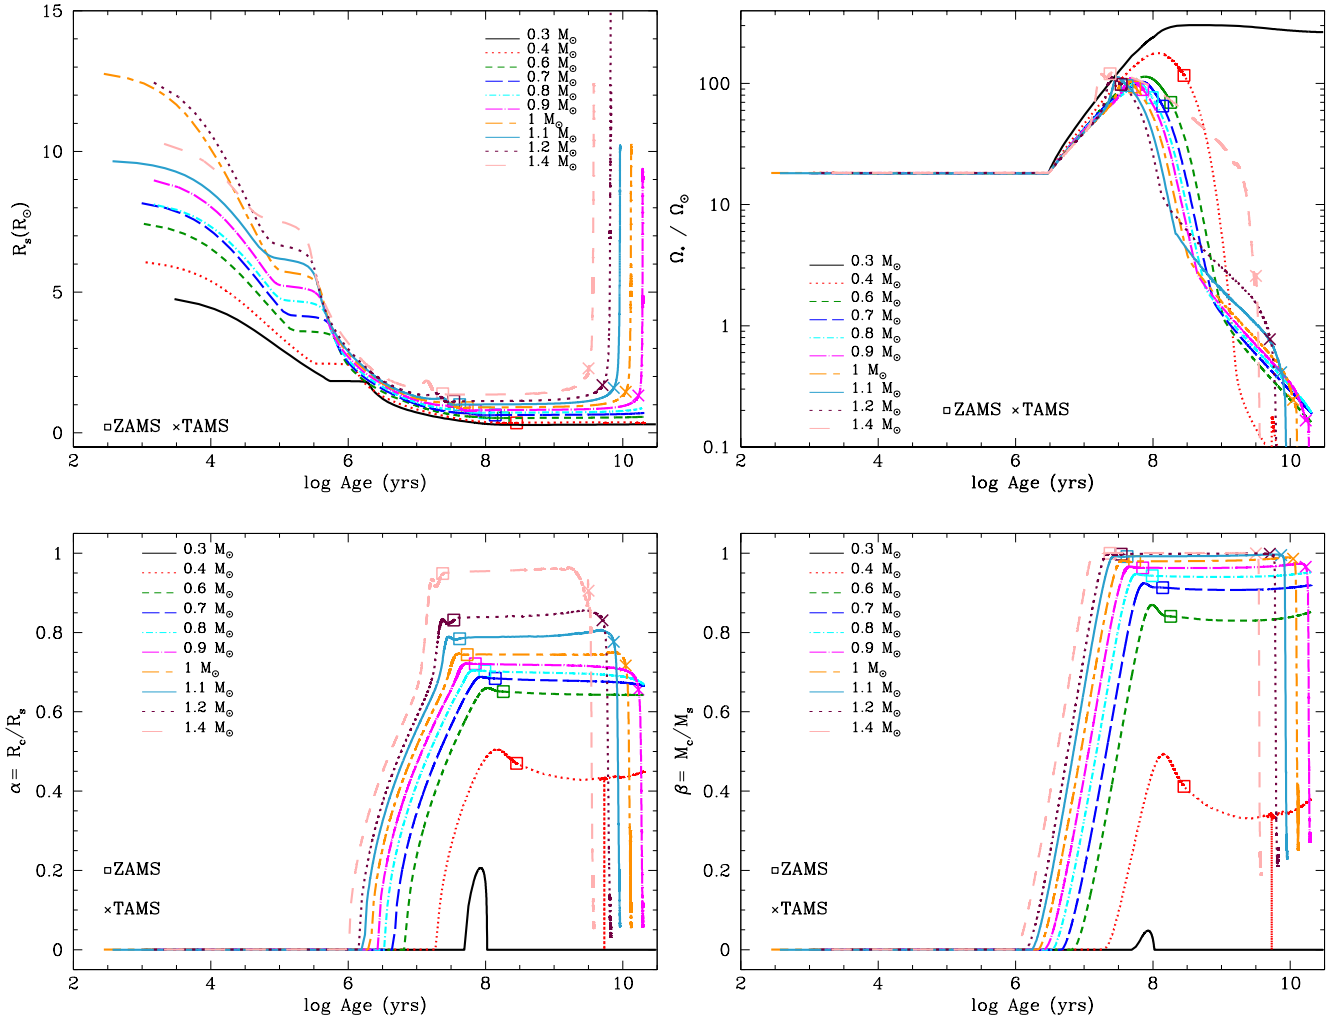 15
10
5
0
R_s(R_⊙)
0.3 M_⊙
0.4 M_⊙
0.6 M_⊙
0.7 M_⊙
0.8 M_⊙
0.9 M_⊙
1 M_⊙
1.1 M_⊙
1.2 M_⊙
1.4 M_⊙
□ZAMS ×TAMS
2 4 6 8 10
log Age (yrs)
100
10
1
0.1
Ω_⋆ / Ω_⊙
0.3 M_⊙
0.4 M_⊙
0.6 M_⊙
0.7 M_⊙
0.8 M_⊙
0.9 M_⊙
1 M_⊙
1.1 M_⊙
1.2 M_⊙
1.4 M_⊙
□ZAMS ×TAMS
2 4 6 8 10
log Age (yrs)
1
0.8
0.6
0.4
0.2
0
α= R_c/R_s
0.3 M_⊙
0.4 M_⊙
0.6 M_⊙
0.7 M_⊙
0.8 M_⊙
0.9 M_⊙
1 M_⊙
1.1 M_⊙
1.2 M_⊙
1.4 M_⊙
□ZAMS
×TAMS
2 4 6 8 10
log Age (yrs)
1
0.8
0.6
0.4
0.2
0
β= M_c/M_s
0.3 M_⊙
0.4 M_⊙
0.6 M_⊙
0.7 M_⊙
0.8 M_⊙
0.9 M_⊙
1 M_⊙
1.1 M_⊙
1.2 M_⊙
1.4 M_⊙
□ZAMS
×TAMS
2 4 6 8 10
log Age (yrs)